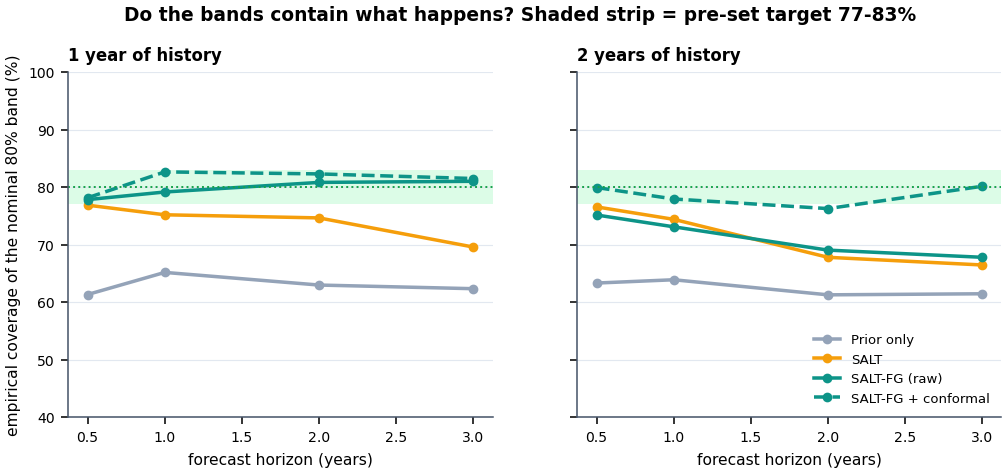 Do the bands contain what happens? Shaded strip = pre-set target 77-83%
1 year of history
2 years of history
empirical coverage of the nominal 80% band (%)
100
90
80
70
60
50
40
0.5 1.0 1.5 2.0 2.5 3.0
0.5 1.0 1.5 2.0 2.5 3.0
forecast horizon (years)
forecast horizon (years)
Prior only
SALT
SALT-FG (raw)
SALT-FG + conformal